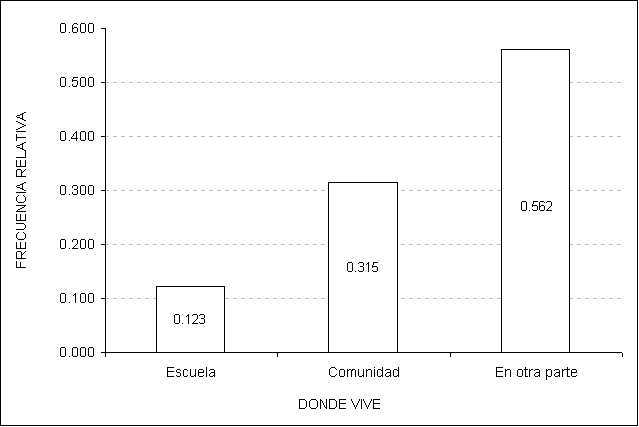 0.600
0.500
0.400
0.300
0.200
0.100
0.000
FRECUENCIA RELATIVA
0.123
0.315
0.562
Escuela
Comunidad
En otra parte
DONDE VIVE